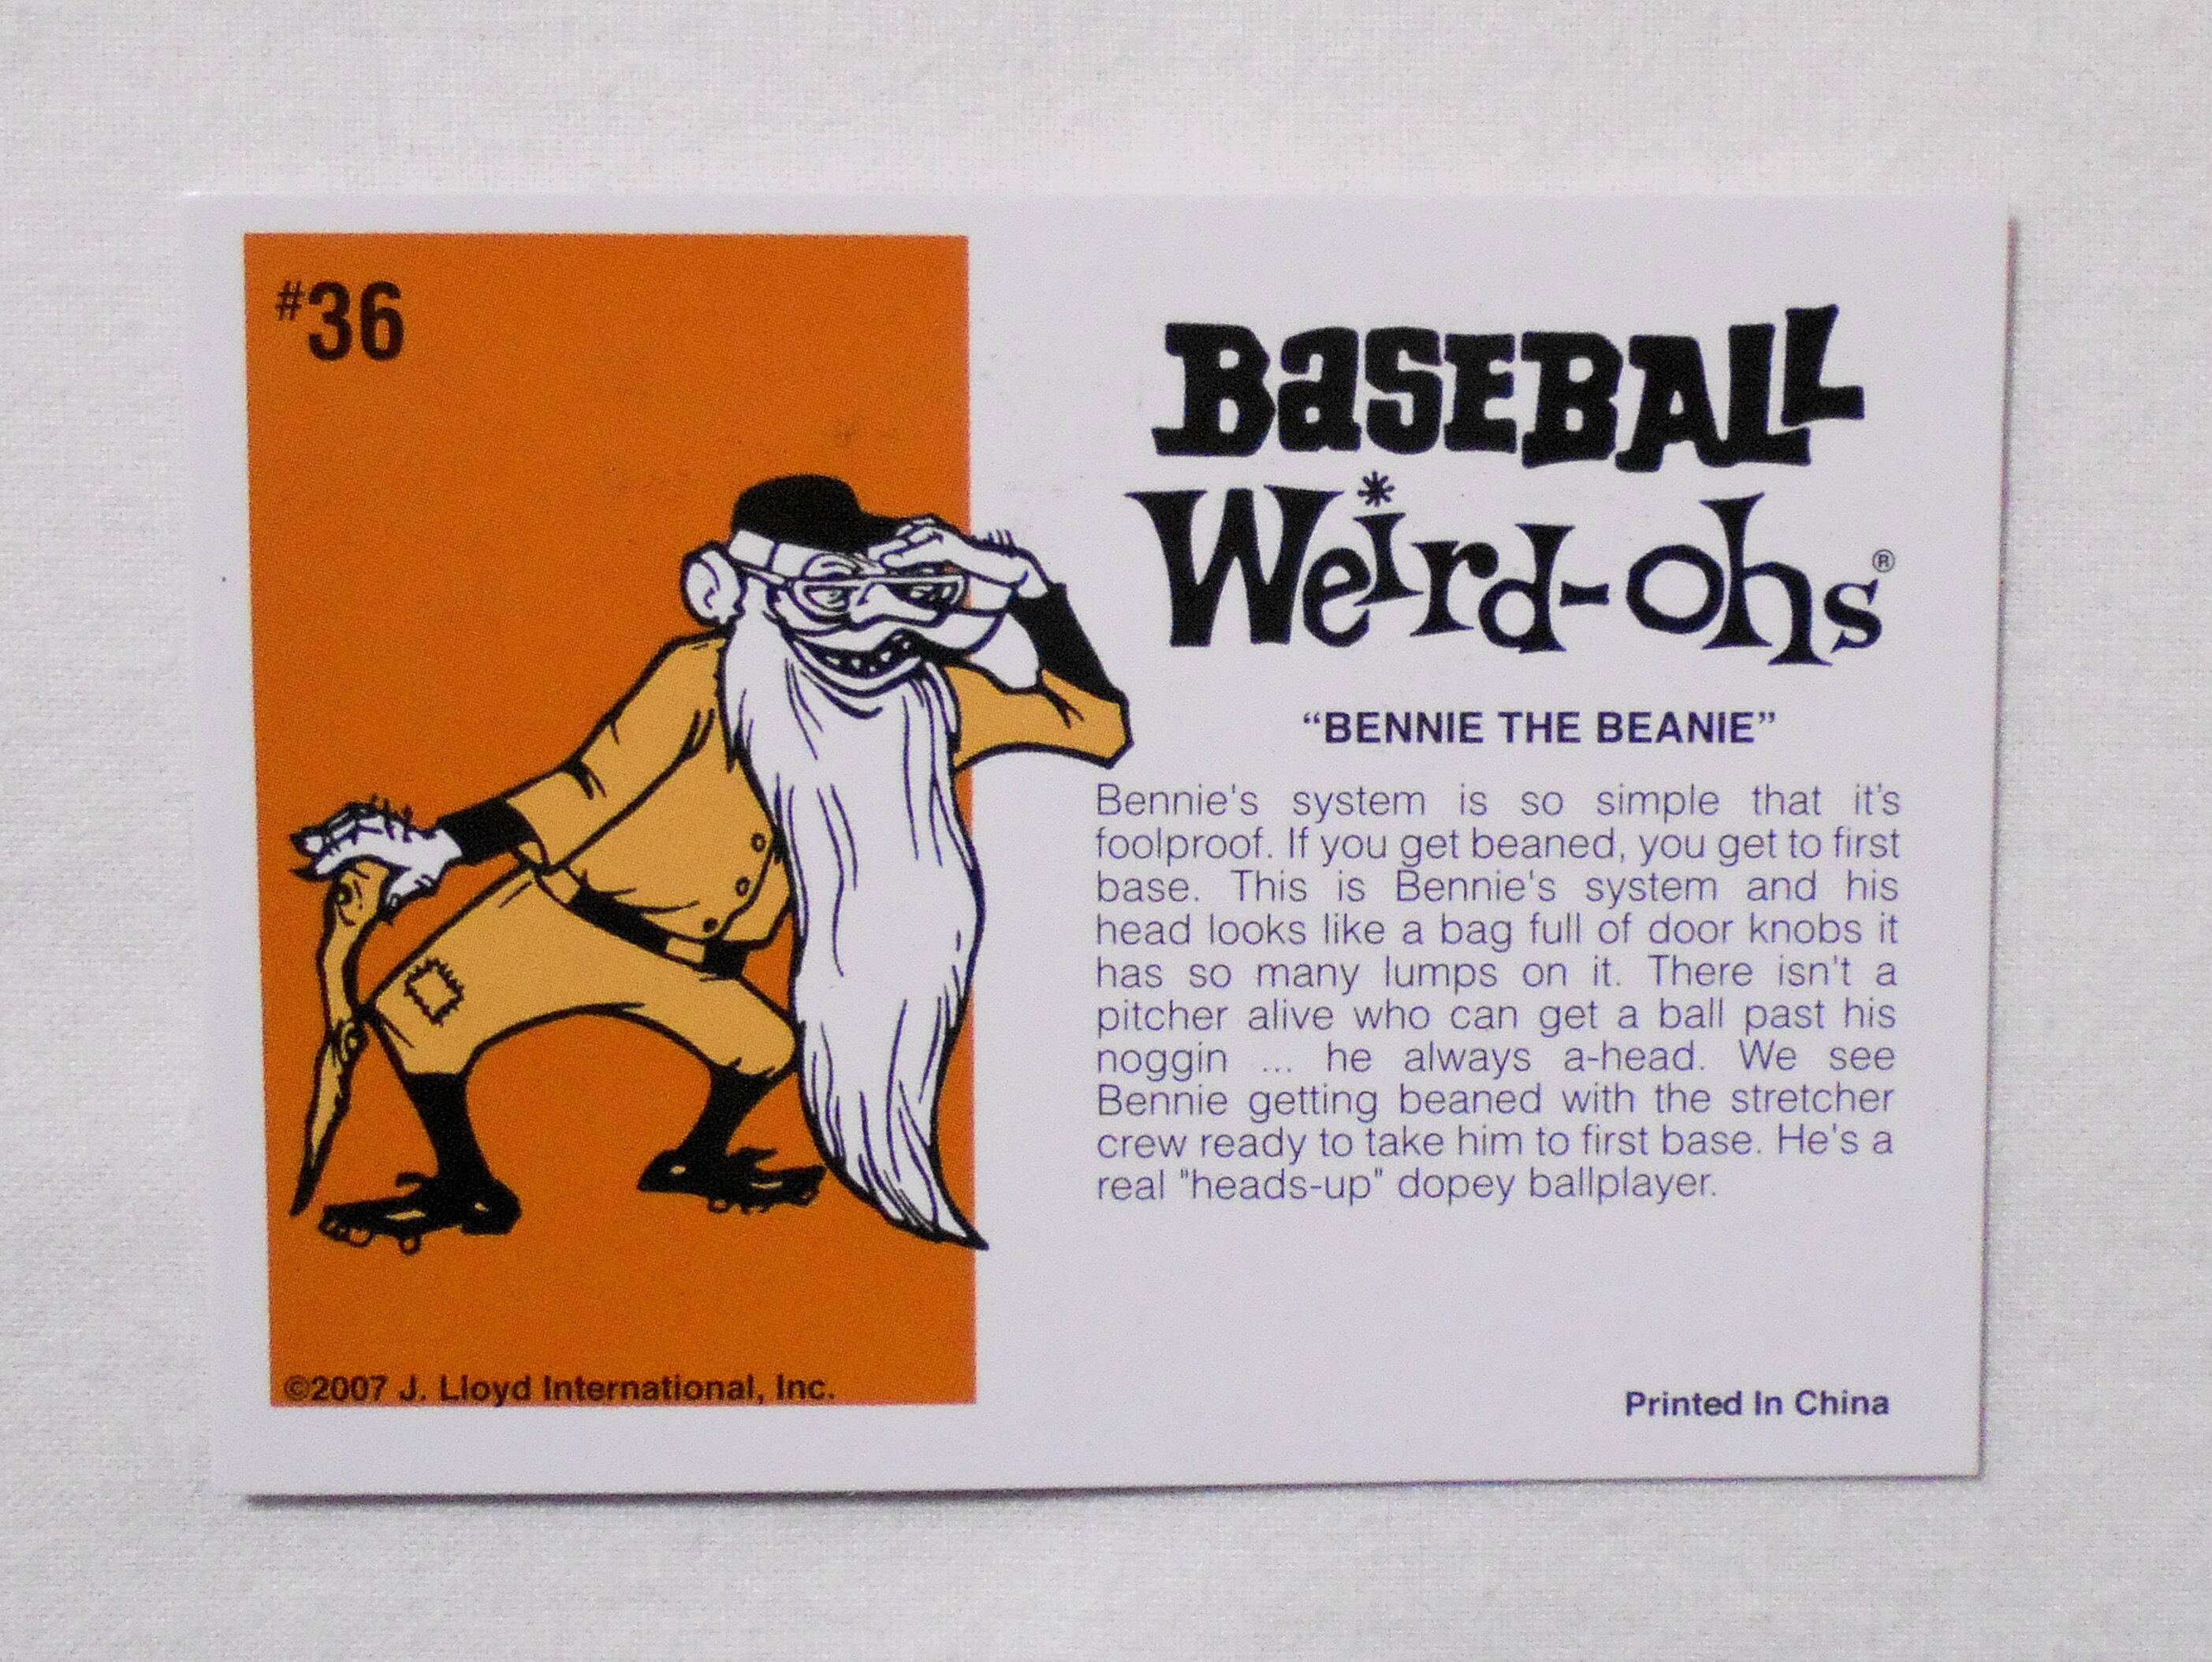 #36
BaSEBALL
Weird-ohs®
“BENNIE THE BEANIE”
Bennie's system is so simple that it's
foolproof. If you get beaned, you get to first
base. This is Bennie's system and his
head looks like a bag full of door knobs it
has so many lumps on it. There isn't a
pitcher alive who can get a ball past his
noggin ... he always a-head. We see
Bennie getting beaned with the stretcher
crew ready to take him to first base. He's a
real "heads-up" dopey ballplayer.
©2007 J. Lloyd International, Inc.
Printed In China